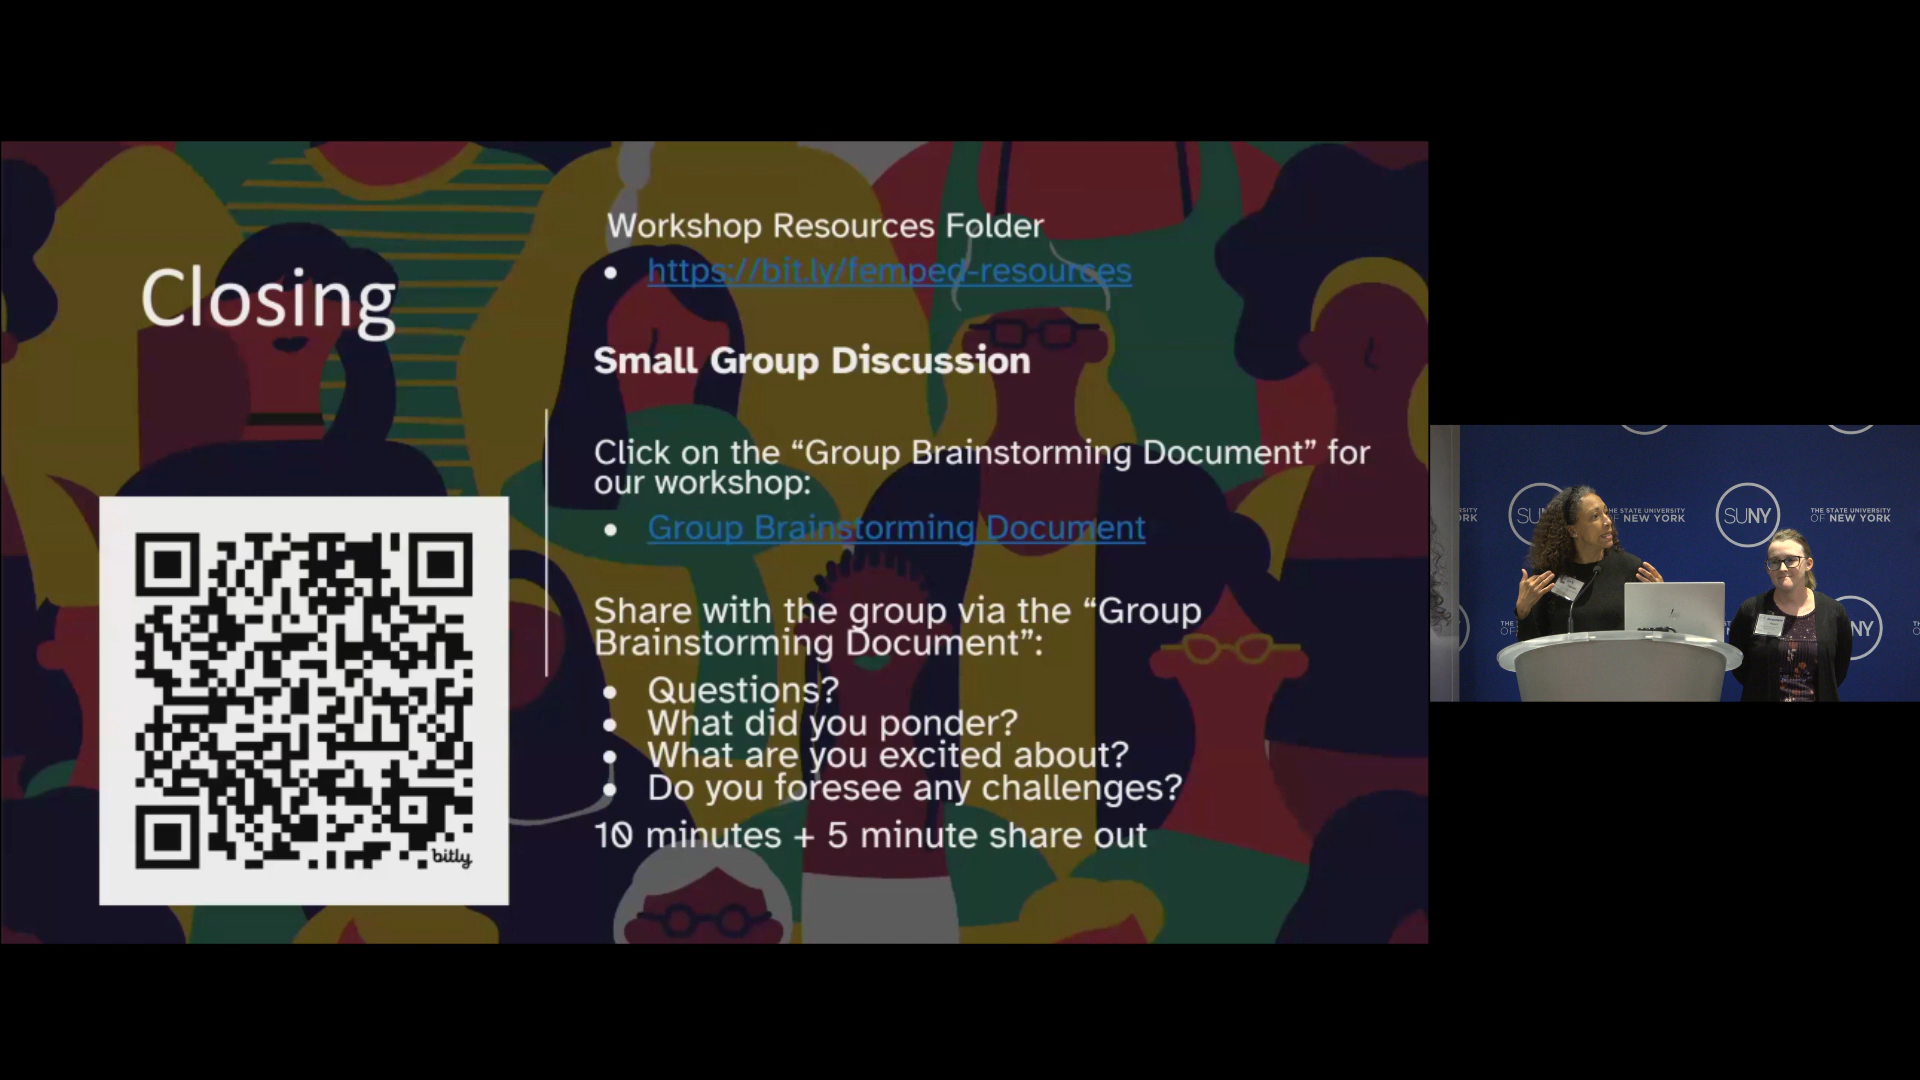 Closing
Workshop Resources Folder
• https://bit.ly/femped-resources
Small Group Discussion
Click on the “Group Brainstorming Document” for
our workshop:
• Group Brainstorming Document
Share with the group via the “Group
Brainstorming Document”:
• Questions?
• What did you ponder?
• What are you excited about?
• Do you foresee any challenges?
10 minutes + 5 minute share out
bitly
SUNY
THE STATE UNIVERSITY
OF NEW YORK